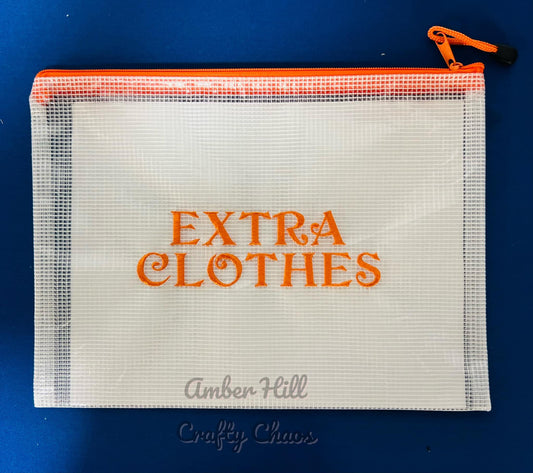 EXTRA
CLOTHES
Amber Hill
Crafty Chaos